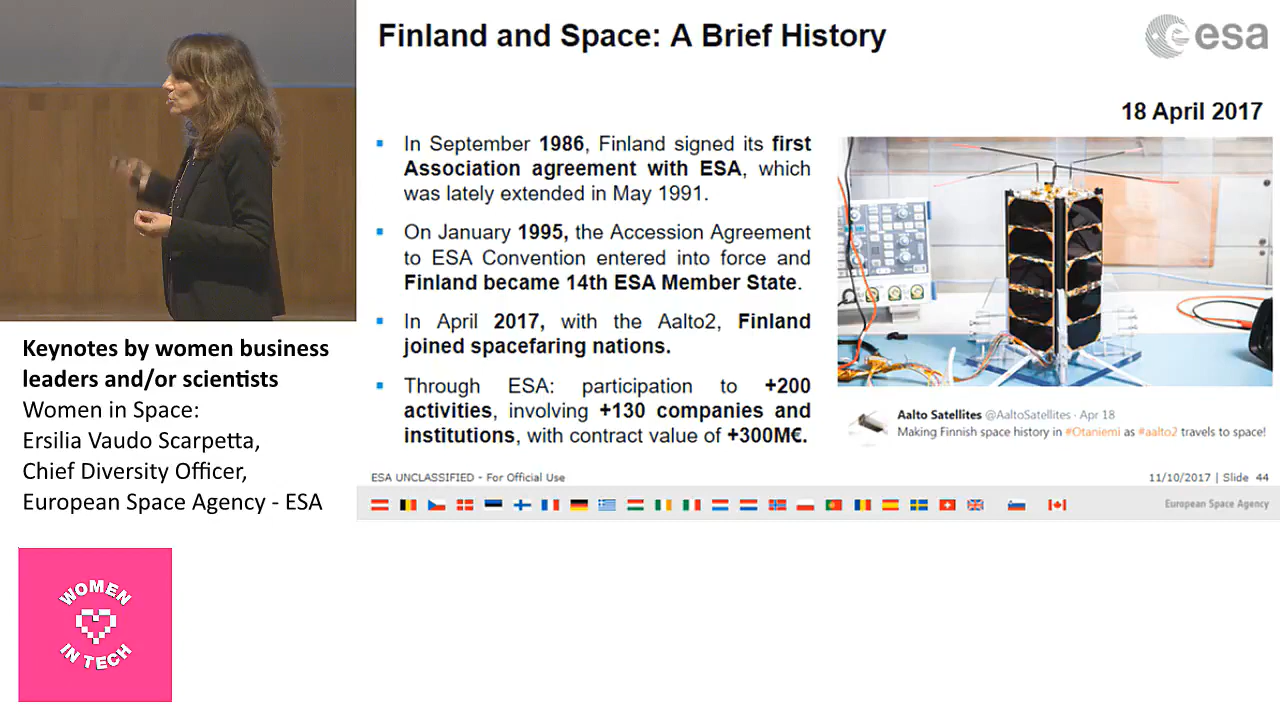 Finland and Space: A Brief History
esa
18 April 2017
In September 1986, Finland signed its first
Association agreement with ESA, which
was lately extended in May 1991.
On January 1995, the Accession Agreement
to ESA Convention entered into force and
Finland became 14th ESA Member State.
In April 2017, with the Aalto2, Finland
joined spacefaring nations.
Through ESA: participation to +200
activities, involving +130 companies and
institutions, with contract value of +300M€.
Aalto Satellites @AaltoSatellites · Apr 18
Making Finnish space history in #Otaniemi as #aalto2 travels to space!
ESA UNCLASSIFIED - For Official Use
11/10/2017 | Slide 44
European Space Agency
Keynotes by women business
leaders and/or scientists
Women in Space:
Ersilia Vaudo Scarpetta,
Chief Diversity Officer,
European Space Agency - ESA
WOMEN
IN TECH